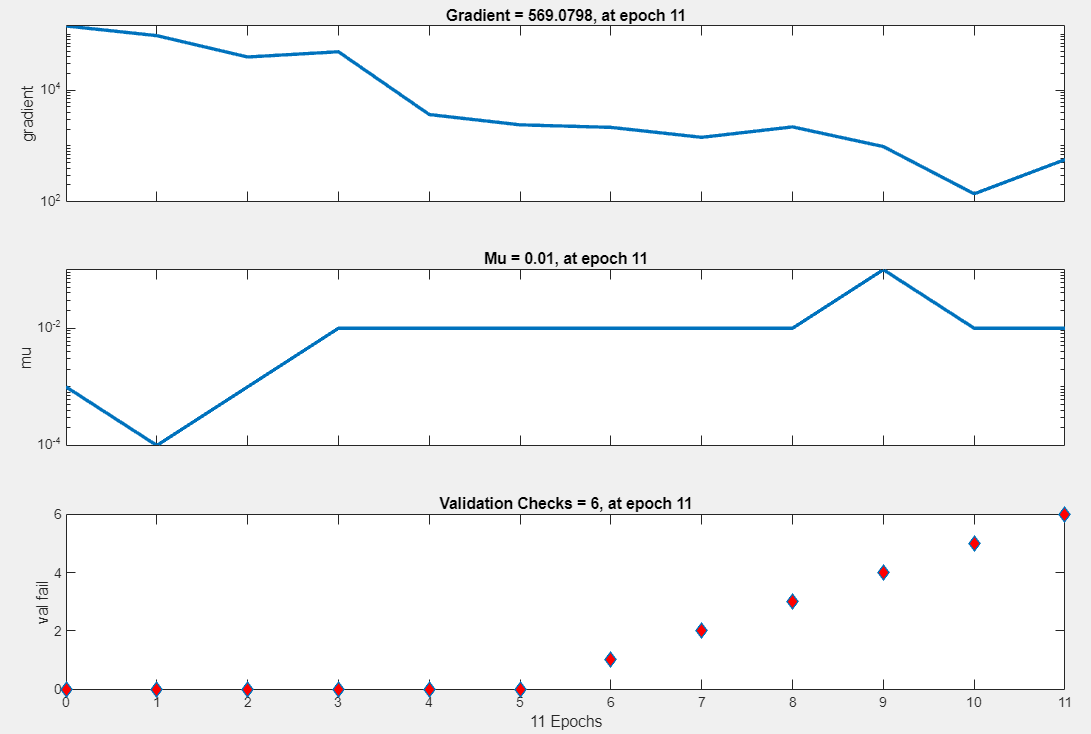 Gradient = 569.0798, at epoch 11
gradient
10^4
10^2
Mu = 0.01, at epoch 11
mu
10^-2
10^-4
Validation Checks = 6, at epoch 11
val fail
6
4
2
0
0 1 2 3 4 5 6 7 8 9 10 11
11 Epochs